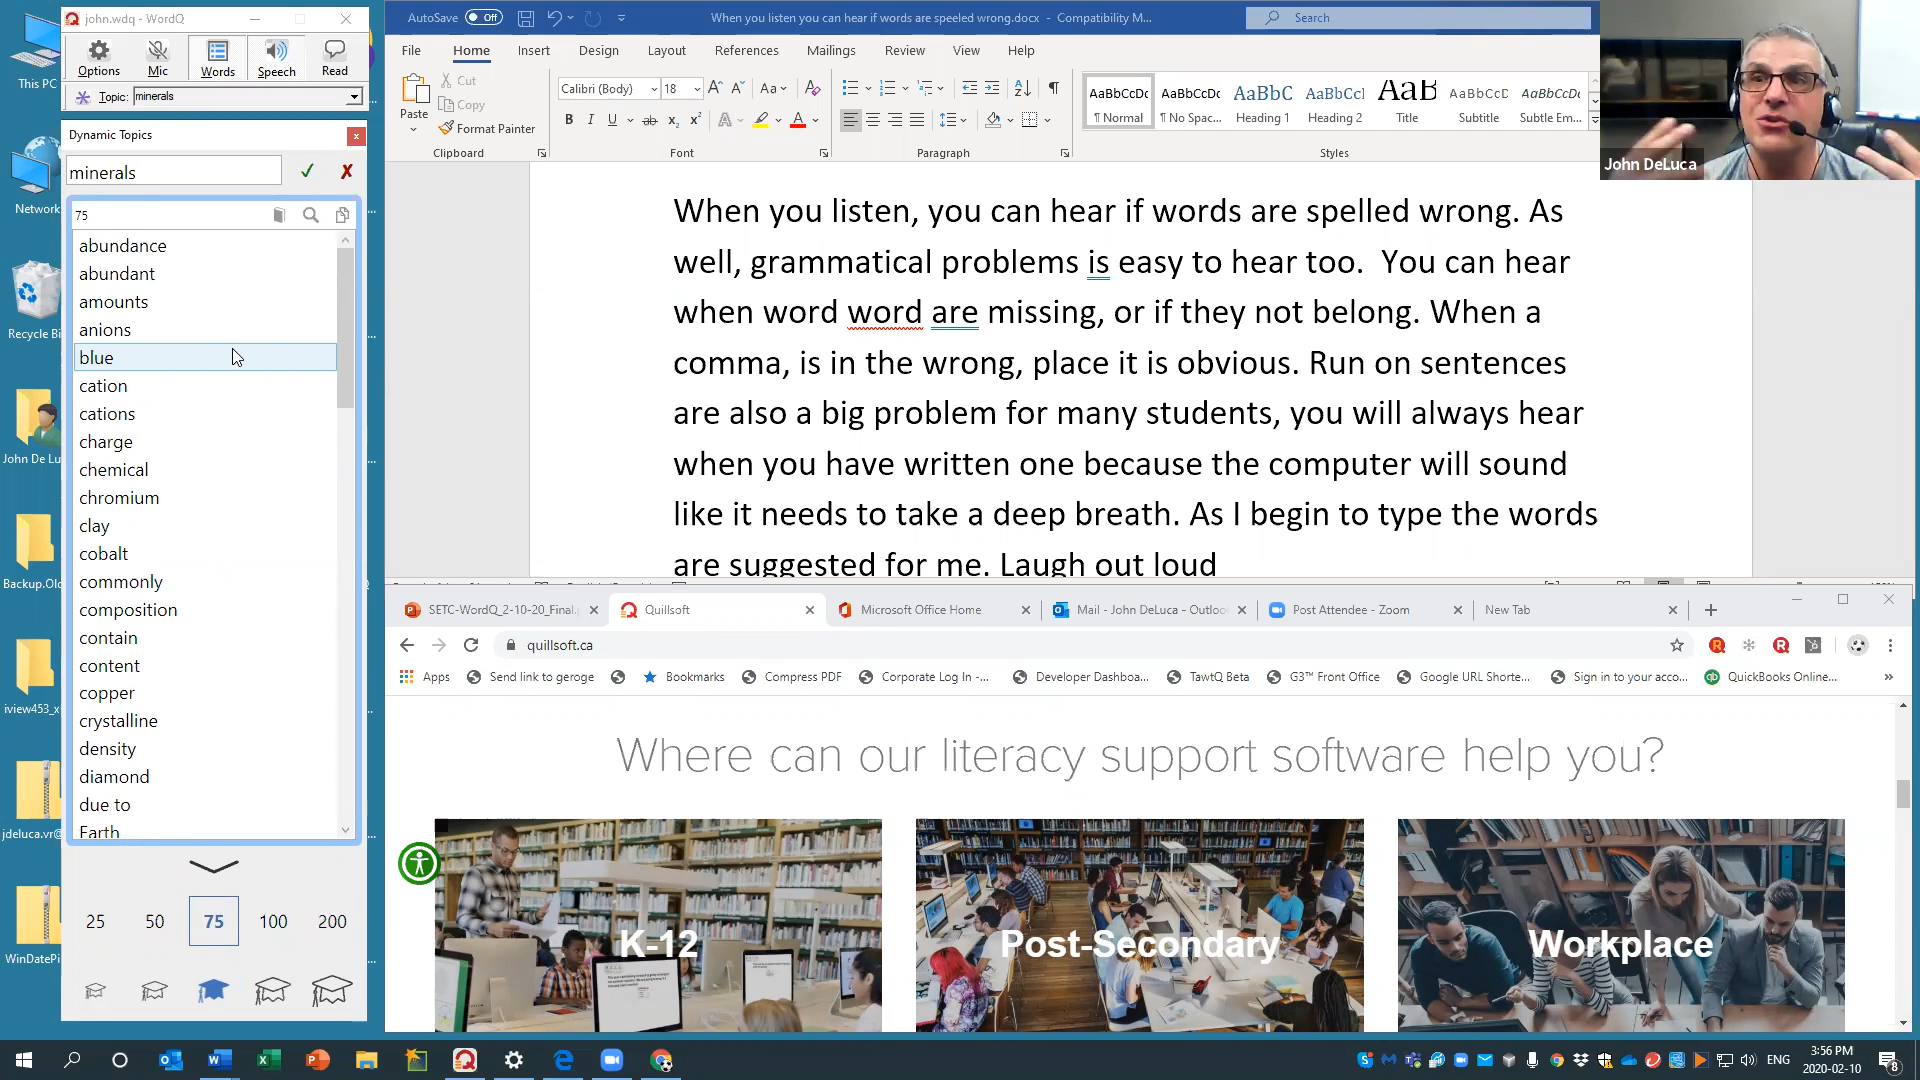 This PC
Network
Recycle Bi
John De Lu
Backup.Old
iview453_x
jdeluca.vr@
WinDatePi
john.wdq - WordQ
Options
Mic
Words
Speech
Read
Topic:
minerals
Dynamic Topics
minerals
75
abundance
abundant
amounts
anions
blue
cation
cations
charge
chemical
chromium
clay
cobalt
commonly
composition
contain
content
copper
crystalline
density
diamond
due to
Earth
25 50 75 100 200
AutoSave Off
When you listen you can hear if words are speeled wrong.docx - Compatibility M...
Search
File Home Insert Design Layout References Mailings Review View Help
Paste
Cut
Copy
Format Painter
Clipboard
Calibri (Body) 18
Font
Paragraph
AaBbCcDc
¶ Normal
AaBbCcDc
¶ No Spac...
AaBbC
Heading 1
AaBbCcI
Heading 2
AaB
Title
AaBbCcD
Subtitle
AaBbCcDc
Subtle Em...
Styles
John DeLuca
When you listen, you can hear if words are spelled wrong. As
well, grammatical problems is easy to hear too. You can hear
when word word are missing, or if they not belong. When a
comma, is in the wrong, place it is obvious. Run on sentences
are also a big problem for many students, you will always hear
when you have written one because the computer will sound
like it needs to take a deep breath. As I begin to type the words
are suggested for me. Laugh out loud
SETC-WordQ_2-10-20_Final.
Quillsoft
Microsoft Office Home
Mail - John DeLuca - Outloo
Post Attendee - Zoom
New Tab
quillsoft.ca
Apps
Send link to geroge
Bookmarks
Compress PDF
Corporate Log In -...
Developer Dashboa...
TawtQ Beta
G3™ Front Office
Google URL Shorte...
Sign in to your acco...
QuickBooks Online...
Where can our literacy support software help you?
K-12
Post-Secondary
Workplace
ENG
3:56 PM
2020-02-10
8